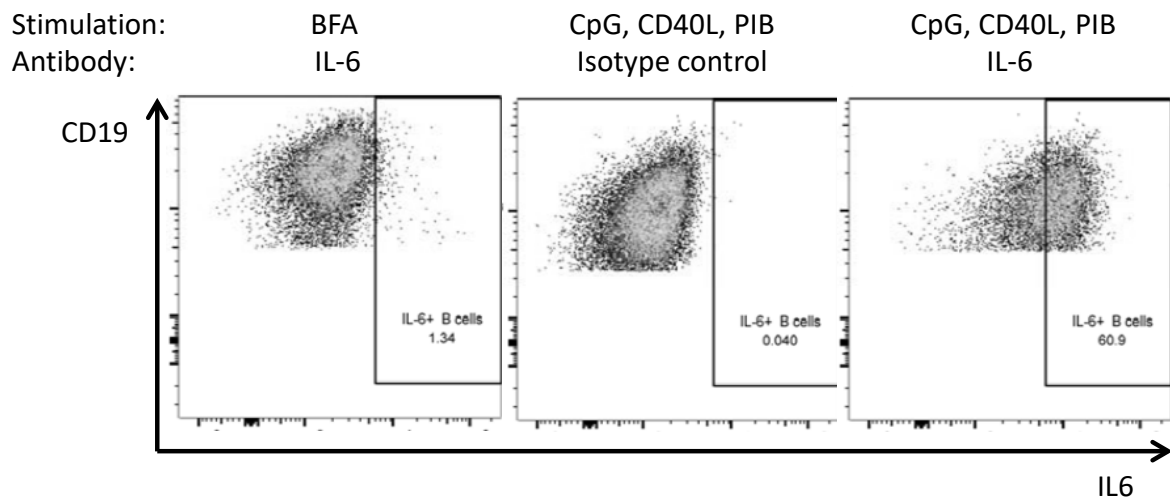 Stimulation: BFA CpG, CD40L, PIB CpG, CD40L, PIB
Antibody: IL-6 Isotype control IL-6
CD19
IL-6+ B cells IL-6+ B cells IL-6+ B cells
1.34 0.040 60.9
IL6